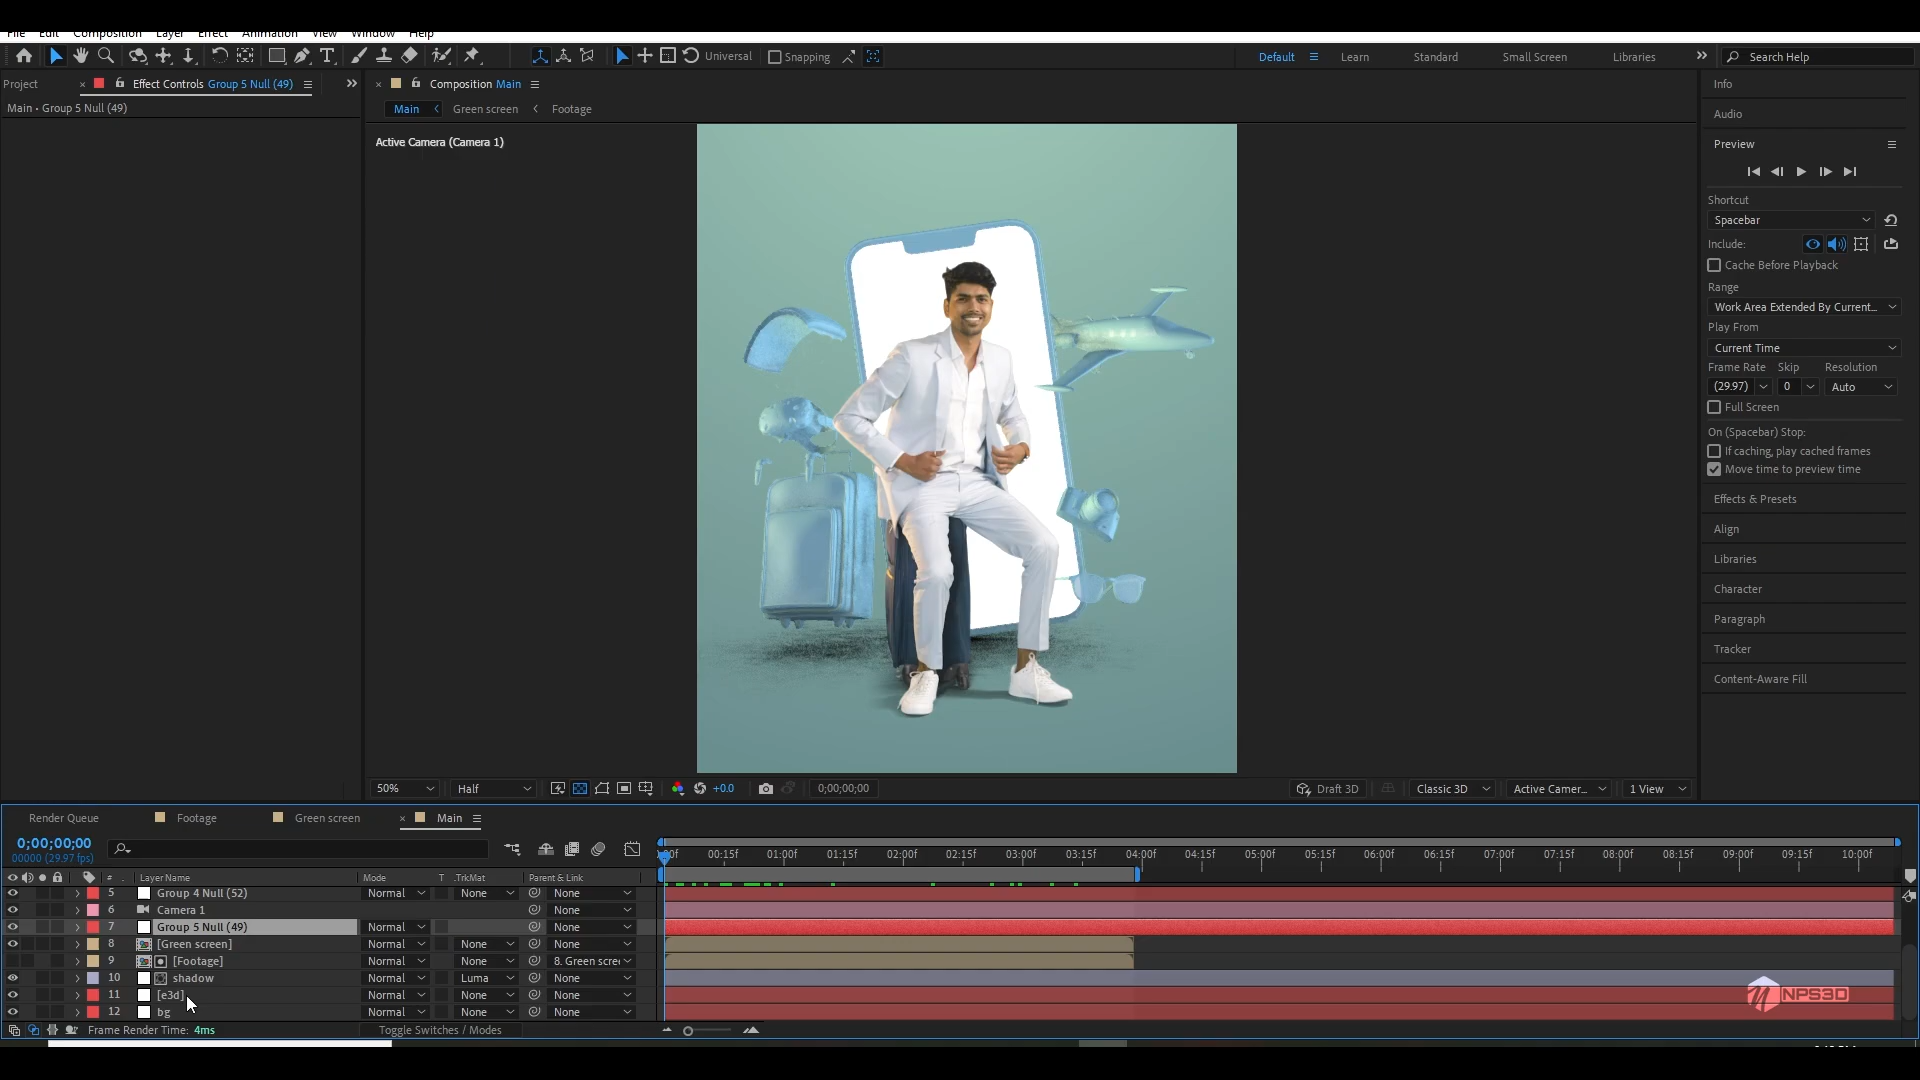 File Edit Composition Layer Effect Animation View Window Help
Universal Snapping Default Learn Standard Small Screen Libraries Search Help
Project Effect Controls Group 5 Null (49)
Main • Group 5 Null (49)
Composition Main
Main Green screen Footage
Active Camera (Camera 1)
Info
Audio
Preview
Shortcut
Spacebar
Include:
Cache Before Playback
Range
Work Area Extended By Current...
Play From
Current Time
Frame Rate Skip Resolution
(29.97) 0 Auto
Full Screen
On (Spacebar) Stop:
If caching, play cached frames
Move time to preview time
Effects & Presets
Align
Libraries
Character
Paragraph
Tracker
Content-Aware Fill
50% Half +0.0 0;00;00;00 Draft 3D Classic 3D Active Camer... 1 View
Render Queue Footage Green screen Main
0;00;00;00
00000 (29.97 fps)
00f 00:15f 01:00f 01:15f 02:00f 02:15f 03:00f 03:15f 04:00f 04:15f 05:00f 05:15f 06:00f 06:15f 07:00f 07:15f 08:00f 08:15f 09:00f 09:15f 10:00f
# Layer Name Mode T .TrkMat Parent & Link
5 Group 4 Null (52) Normal None None
6 Camera 1 None
7 Group 5 Null (49) Normal None
8 [Green screen] Normal None None
9 [Footage] Normal None 8. Green scre
10 shadow Normal Luma None
11 [e3d] Normal None None
12 bg Normal None None
Frame Render Time: 4ms Toggle Switches / Modes
NPS3D